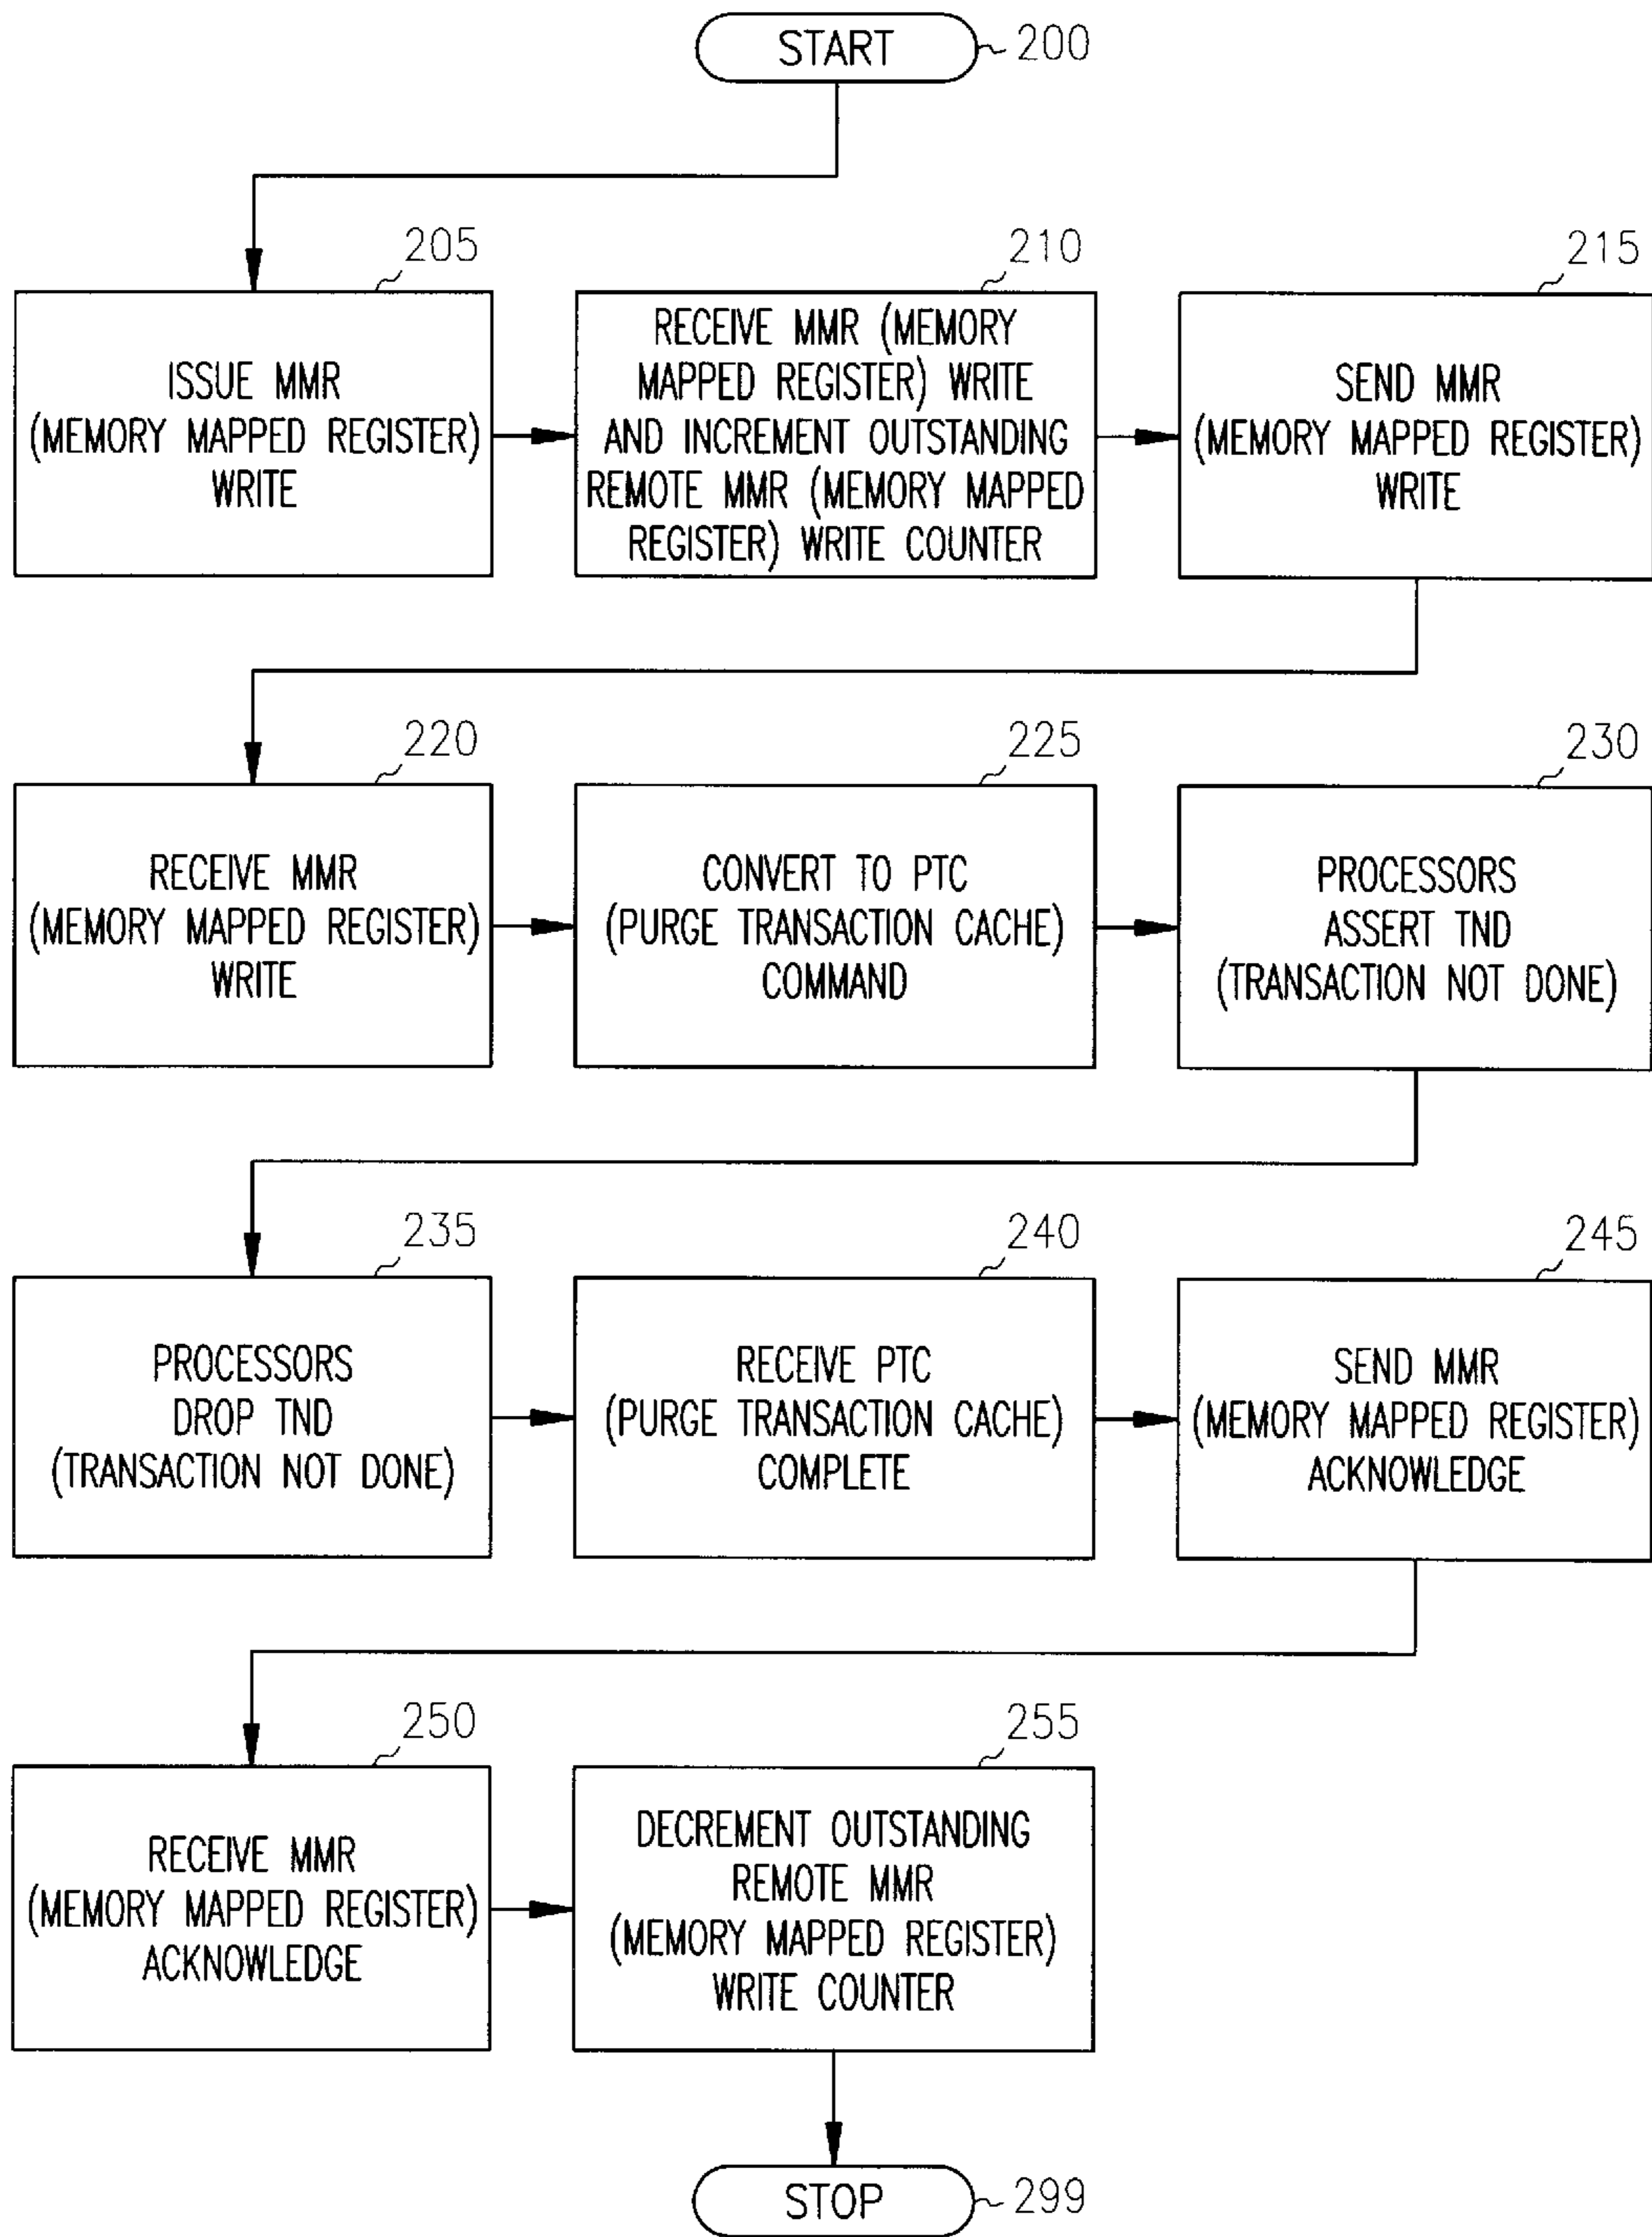 START
200
205
ISSUE MMR
(MEMORY MAPPED REGISTER)
WRITE
210
RECEIVE MMR (MEMORY
MAPPED REGISTER) WRITE
AND INCREMENT OUTSTANDING
REMOTE MMR (MEMORY MAPPED
REGISTER) WRITE COUNTER
215
SEND MMR
(MEMORY MAPPED REGISTER)
WRITE
220
RECEIVE MMR
(MEMORY MAPPED REGISTER)
WRITE
225
CONVERT TO PTC
(PURGE TRANSACTION CACHE)
COMMAND
230
PROCESSORS
ASSERT TND
(TRANSACTION NOT DONE)
235
PROCESSORS
DROP TND
(TRANSACTION NOT DONE)
240
RECEIVE PTC
(PURGE TRANSACTION CACHE)
COMPLETE
245
SEND MMR
(MEMORY MAPPED REGISTER)
ACKNOWLEDGE
250
RECEIVE MMR
(MEMORY MAPPED REGISTER)
ACKNOWLEDGE
255
DECREMENT OUTSTANDING
REMOTE MMR
(MEMORY MAPPED REGISTER)
WRITE COUNTER
STOP
299